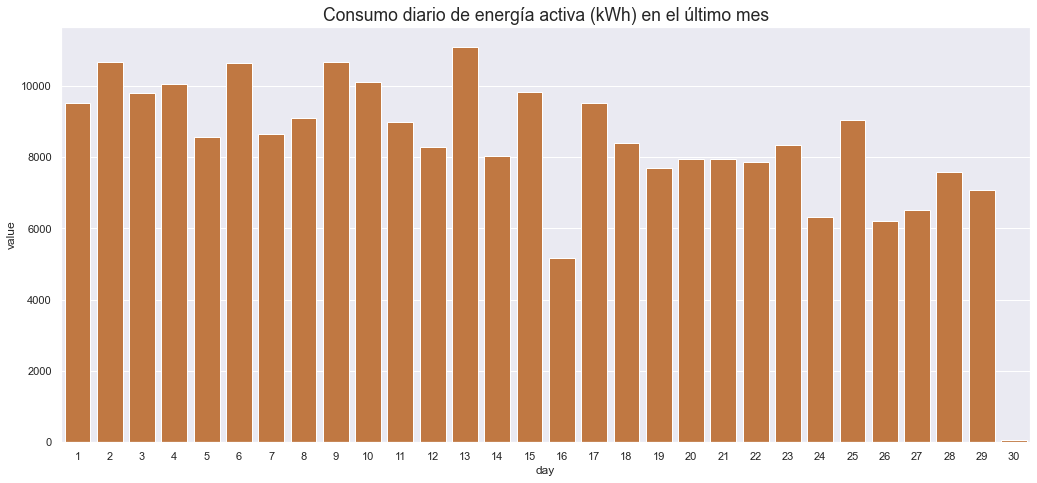 Consumo diario de energía activa (kWh) en el último mes
value
10000
8000
6000
4000
2000
0
1 2 3 4 5 6 7 8 9 10 11 12 13 14 15 16 17 18 19 20 21 22 23 24 25 26 27 28 29 30
day